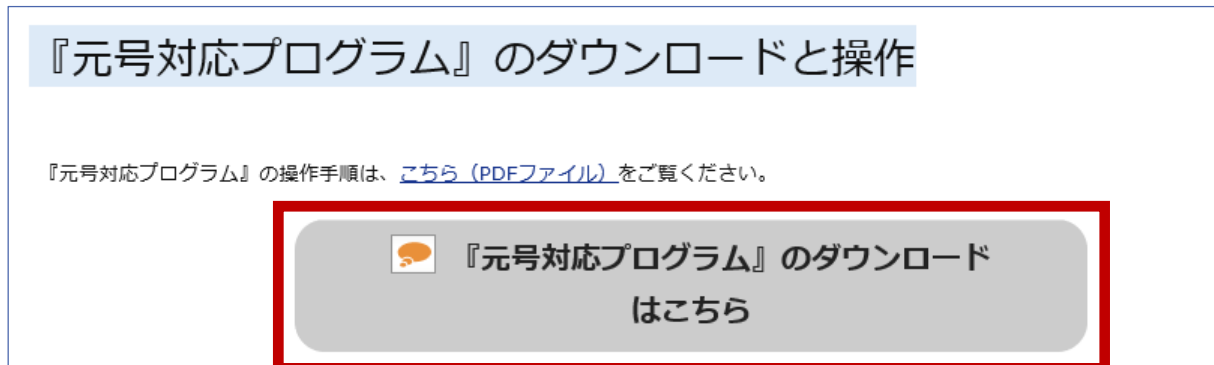 『元号対応プログラム』のダウンロードと操作
『元号対応プログラム』の操作手順は、こちら（PDFファイル）をご覧ください。
『元号対応プログラム』のダウンロード
はこちら